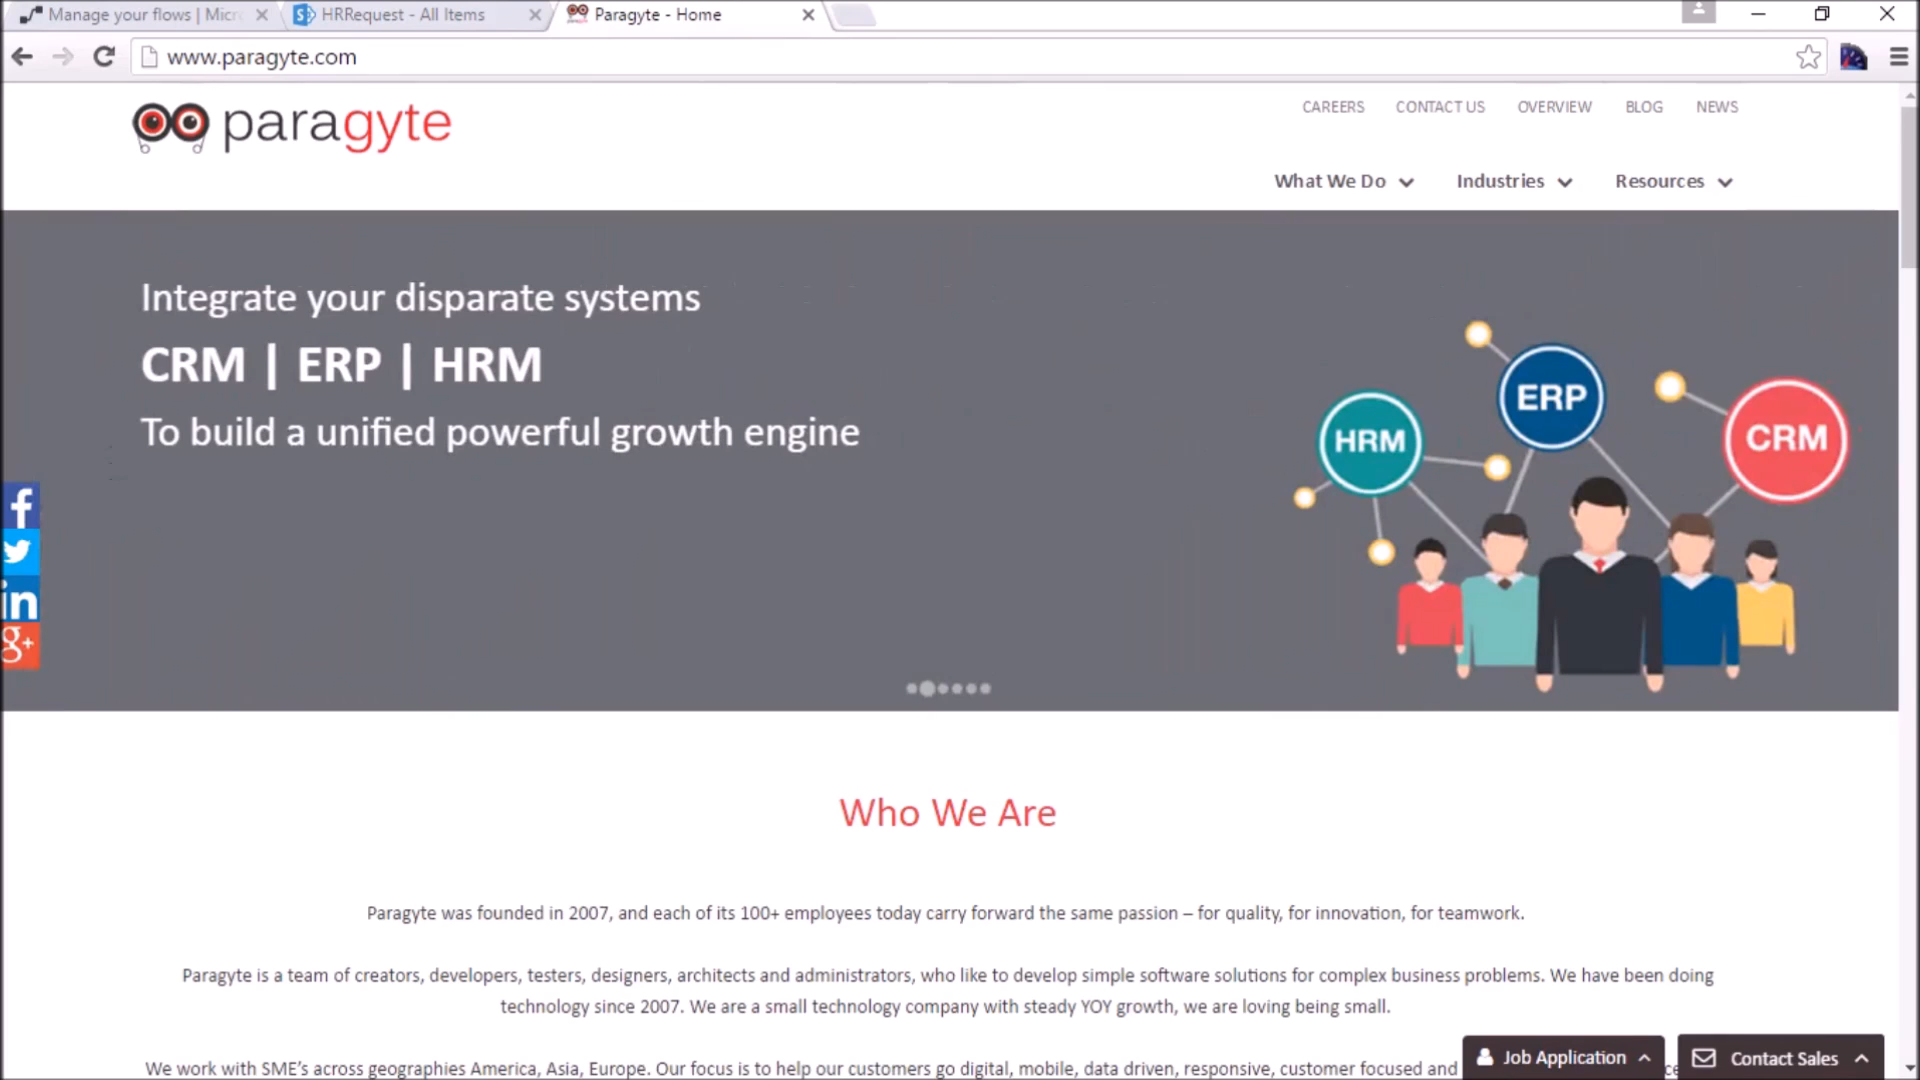 Manage your flows | Micr
HRRequest - All Items
Paragyte - Home
www.paragyte.com
paragyte
CAREERS CONTACT US OVERVIEW BLOG NEWS
What We Do Industries Resources
Integrate your disparate systems
CRM | ERP | HRM
To build a unified powerful growth engine
HRM ERP CRM
f
in
g+
Who We Are
Paragyte was founded in 2007, and each of its 100+ employees today carry forward the same passion – for quality, for innovation, for teamwork.
Paragyte is a team of creators, developers, testers, designers, architects and administrators, who like to develop simple software solutions for complex business problems. We have been doing
technology since 2007. We are a small technology company with steady YOY growth, we are loving being small.
We work with SME's across geographies America, Asia, Europe. Our focus is to help our customers go digital, mobile, data driven, responsive, customer focused and
Job Application
Contact Sales